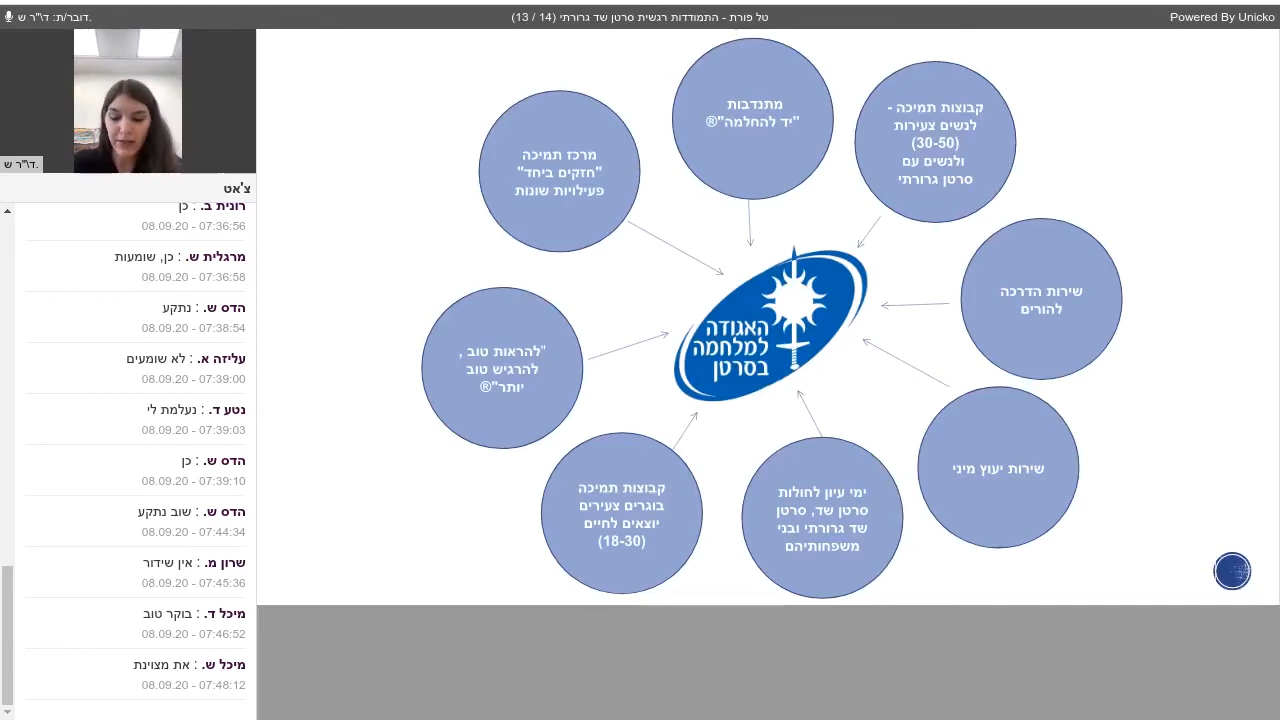 דובר/ת: ד\"ר ש.
טל פורת - התמודדות רגשית סרטן שד גרורתי (14 / 13)
Powered By Unicko
ד\"ר ש.
צ'אט
רונית ב. : כן
08.09.20 - 07:36:56
מרגלית ש. : כן, שומעות
08.09.20 - 07:36:58
הדס ש. : נתקע
08.09.20 - 07:38:54
עליזה א. : לא שומעים
08.09.20 - 07:39:00
נטע ד. : נעלמת לי
08.09.20 - 07:39:03
הדס ש. : כן
08.09.20 - 07:39:10
הדס ש. : שוב נתקע
08.09.20 - 07:44:34
שרון מ. : אין שידור
08.09.20 - 07:45:36
מיכל ד. : בוקר טוב
08.09.20 - 07:46:52
מיכל ש. : את מצוינת
08.09.20 - 07:48:12
קבוצות תמיכה -
לנשים צעירות
(30-50)
ולנשים עם
סרטן גרורתי
מתנדבות
"יד להחלמה"®
מרכז תמיכה
"חזקים ביחד"
פעילויות שונות
שירות הדרכה
להורים
האגודה
למלחמה
בסרטן
"להראות טוב ,
להרגיש טוב
יותר"®
שירות יעוץ מיני
קבוצות תמיכה
בוגרים צעירים
יוצאים לחיים
(18-30)
ימי עיון לחולות
סרטן שד, סרטן
שד גרורתי ובני
משפחותיהם